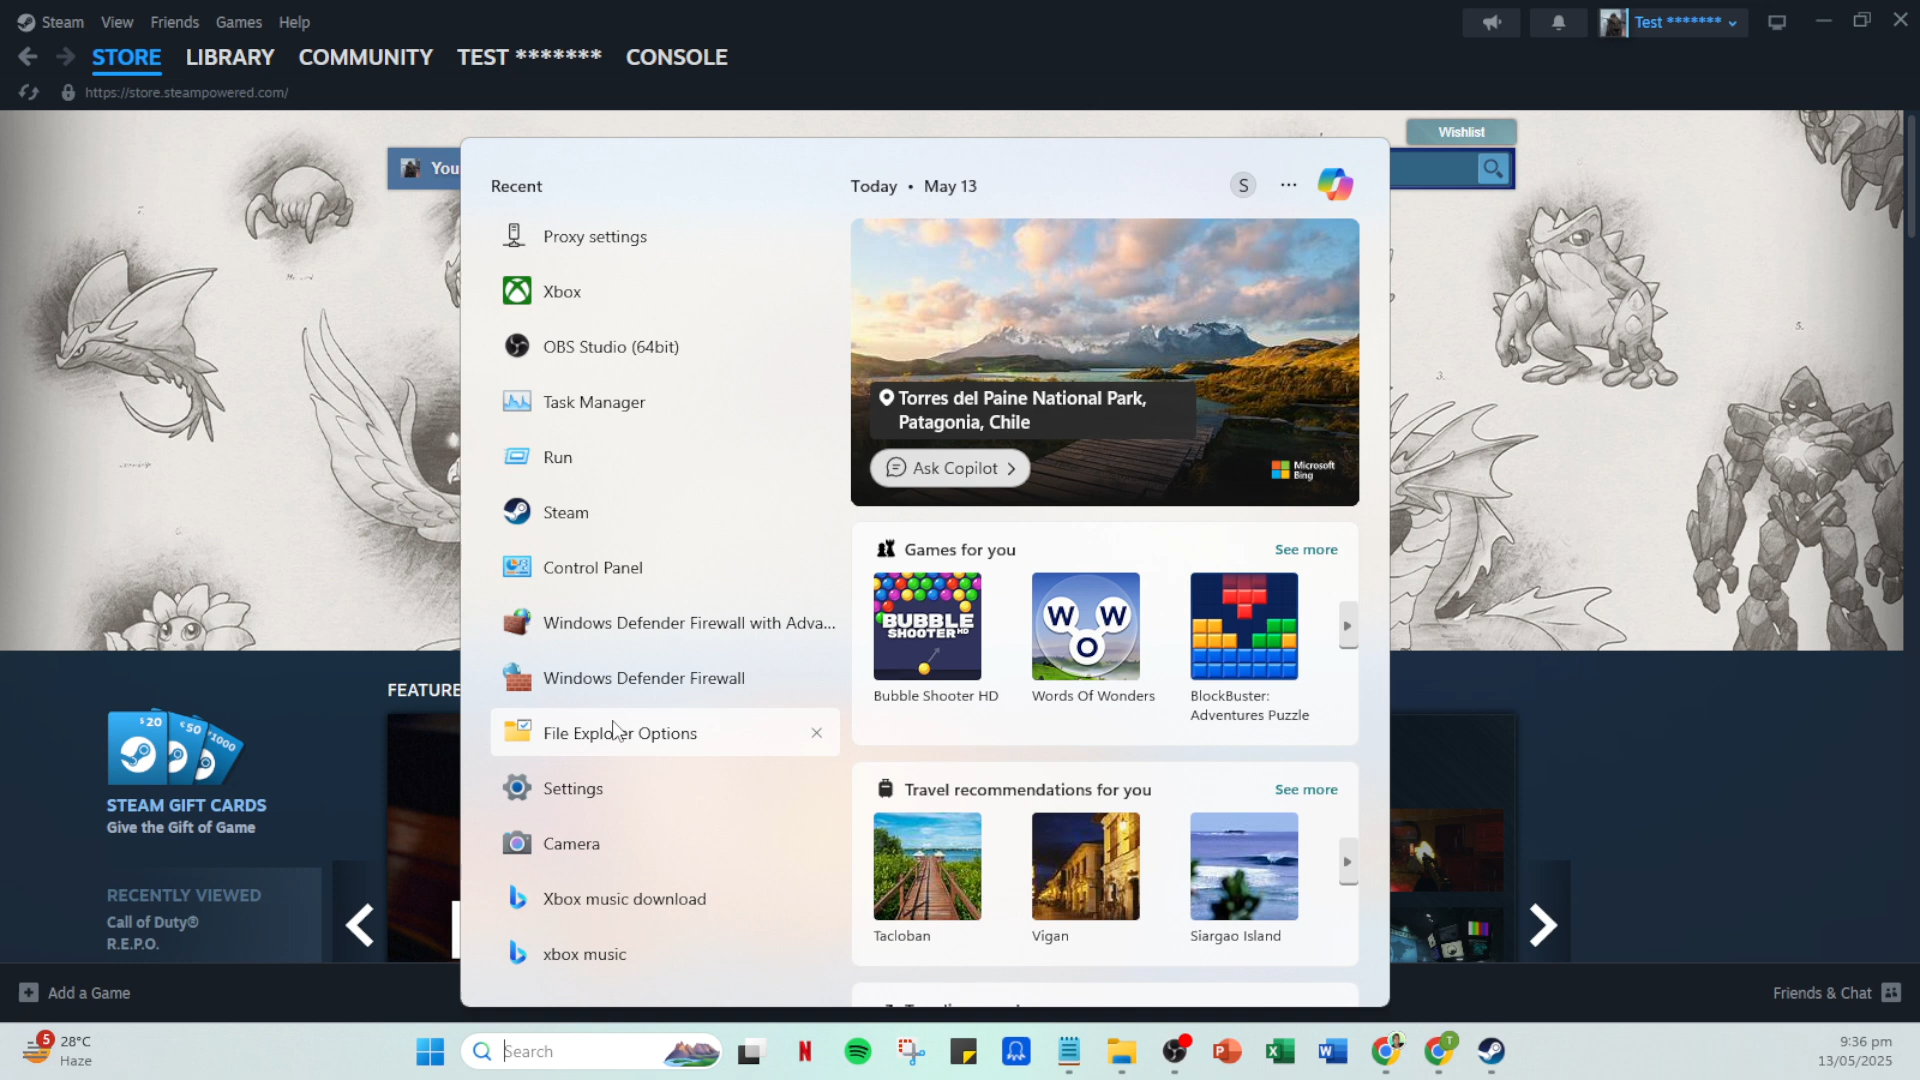 Steam View Friends Games Help
Test *******
STORE LIBRARY COMMUNITY TEST ******* CONSOLE
https://store.steampowered.com/
Wishlist
You
Recent
Proxy settings
Xbox
OBS Studio (64bit)
Task Manager
Run
Steam
Control Panel
Windows Defender Firewall with Adva...
Windows Defender Firewall
File Explorer Options
Settings
Camera
Xbox music download
xbox music
Today • May 13
S
Torres del Paine National Park,
Patagonia, Chile
Ask Copilot
Microsoft
Bing
Games for you See more
BUBBLE
SHOOTER HD
W W
O
Bubble Shooter HD
Words Of Wonders
BlockBuster:
Adventures Puzzle
Travel recommendations for you See more
Tacloban
Vigan
Siargao Island
FEATURE
$20 €50 ¥1000
STEAM GIFT CARDS
Give the Gift of Game
RECENTLY VIEWED
Call of Duty®
R.E.P.O.
3.
5.
Add a Game
Friends & Chat
5
28°C
Haze
Search
N
P
X
W
T
9:36 pm
13/05/2025